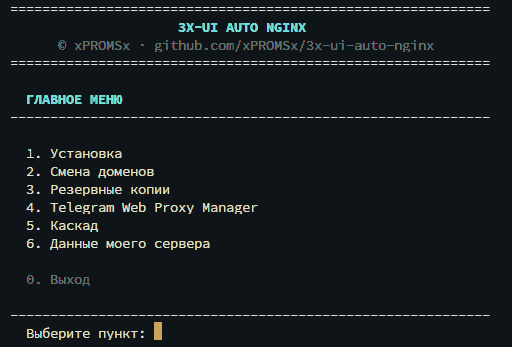 3X-UI AUTO NGINX
© xPROMSx · github.com/xPROMSx/3x-ui-auto-nginx
ГЛАВНОЕ МЕНЮ
1. Установка
2. Смена доменов
3. Резервные копии
4. Telegram Web Proxy Manager
5. Каскад
6. Данные моего сервера
0. Выход
Выберите пункт: